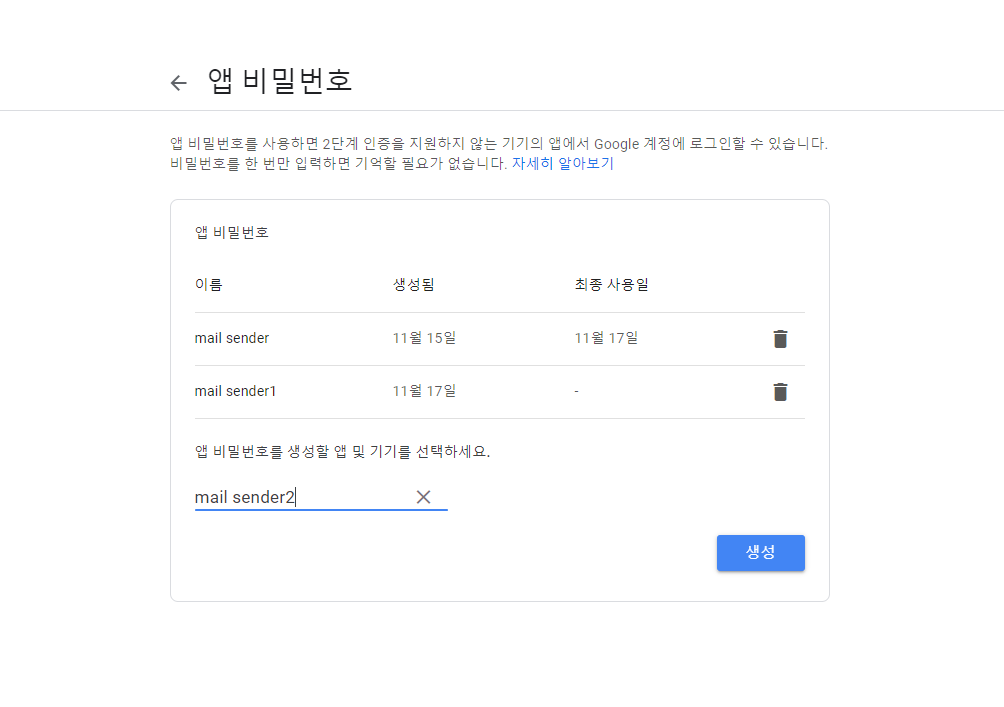 앱 비밀번호
앱 비밀번호를 사용하면 2단계 인증을 지원하지 않는 기기의 앱에서 Google 계정에 로그인할 수 있습니다.
비밀번호를 한 번만 입력하면 기억할 필요가 없습니다. 자세히 알아보기
앱 비밀번호
이름 생성됨 최종 사용일
mail sender 11월 15일 11월 17일
mail sender1 11월 17일 -
앱 비밀번호를 생성할 앱 및 기기를 선택하세요.
mail sender2
생성